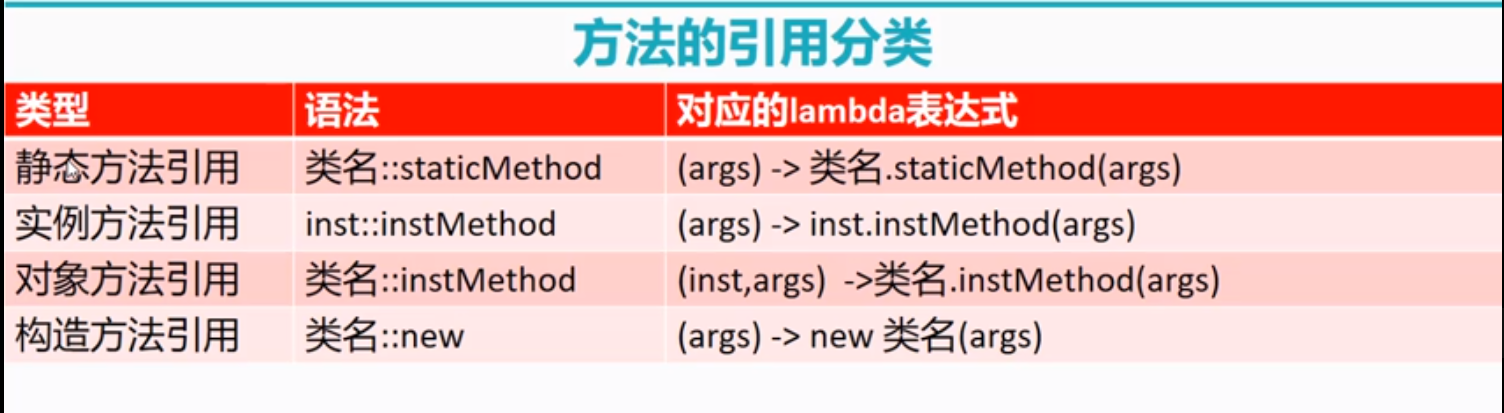 方法的引用分类
类型 语法 对应的lambda表达式
静态方法引用 类名::staticMethod (args) -> 类名.staticMethod(args)
实例方法引用 inst::instMethod (args) -> inst.instMethod(args)
对象方法引用 类名::instMethod (inst,args) ->类名.instMethod(args)
构造方法引用 类名::new (args) -> new 类名(args)